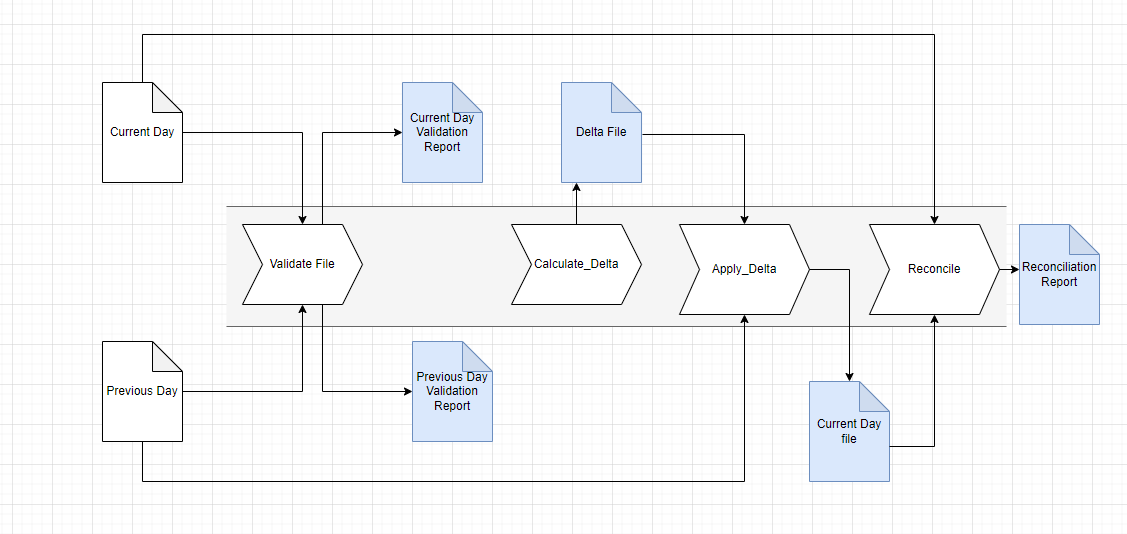 Current Day
Current Day
Validation
Report
Delta File
Validate File
Calculate_Delta
Apply_Delta
Reconcile
Reconciliation
Report
Previous Day
Previous Day
Validation
Report
Current Day
file